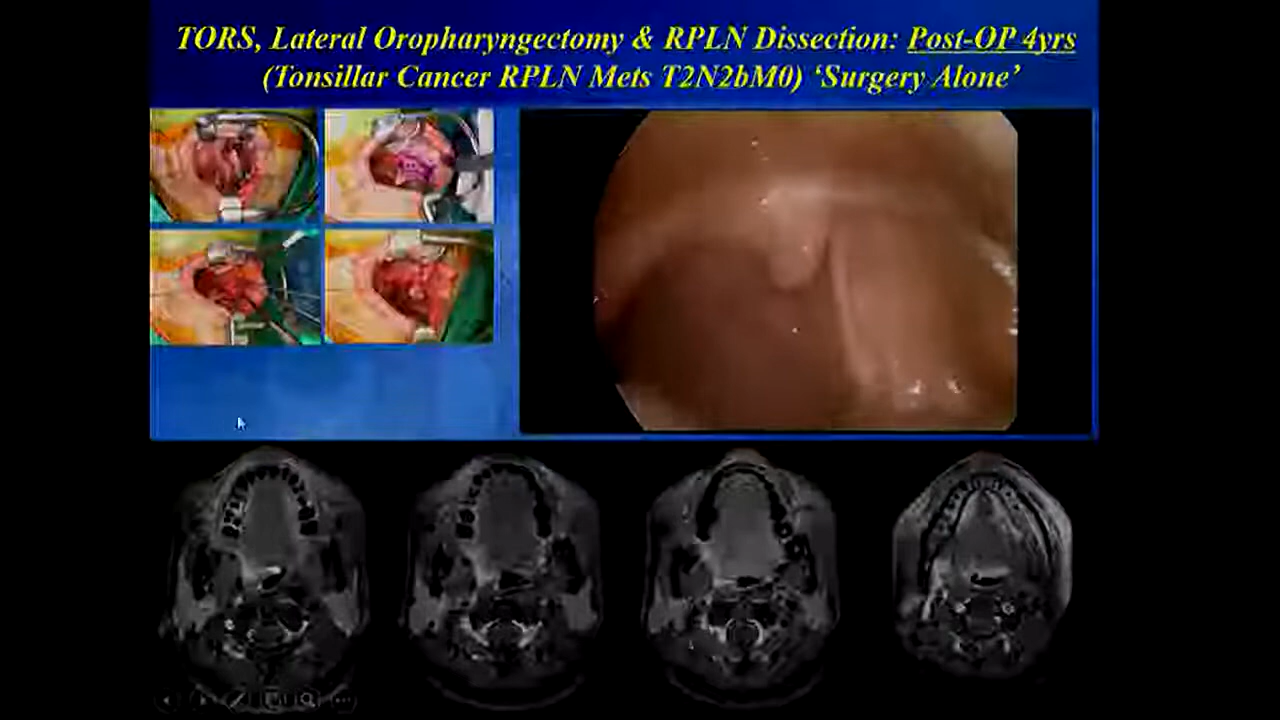 TORS, Lateral Oropharyngectomy & RPLN Dissection: Post-OP 4yrs
(Tonsillar Cancer RPLN Mets T2N2bM0) ‘Surgery Alone’